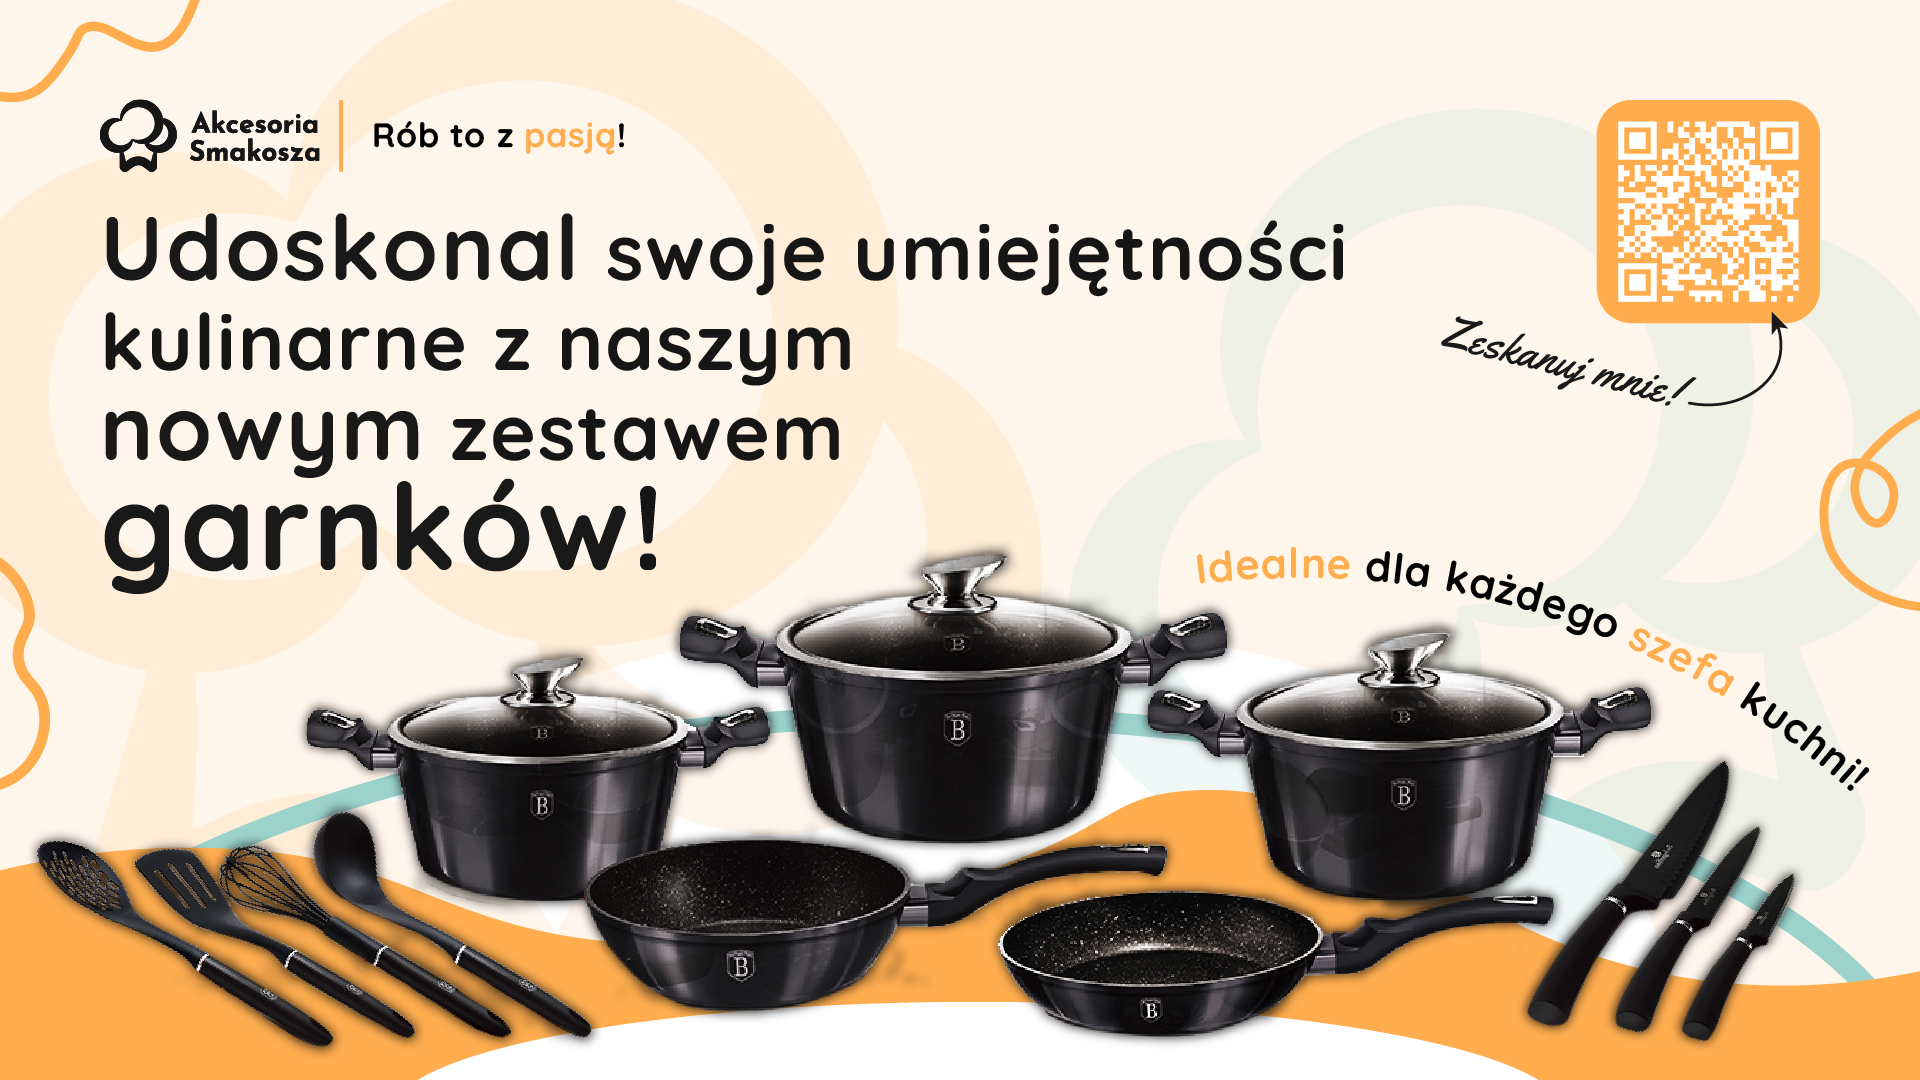 Akcesoria
Smakosza
Rób to z pasją!
Udoskonal swoje umiejętności
kulinarne z naszym
nowym zestawem
garnków!
Zeskanuj mnie!
Idealne dla każdego szefa kuchni!
B
B
B
B
B
B
B
B